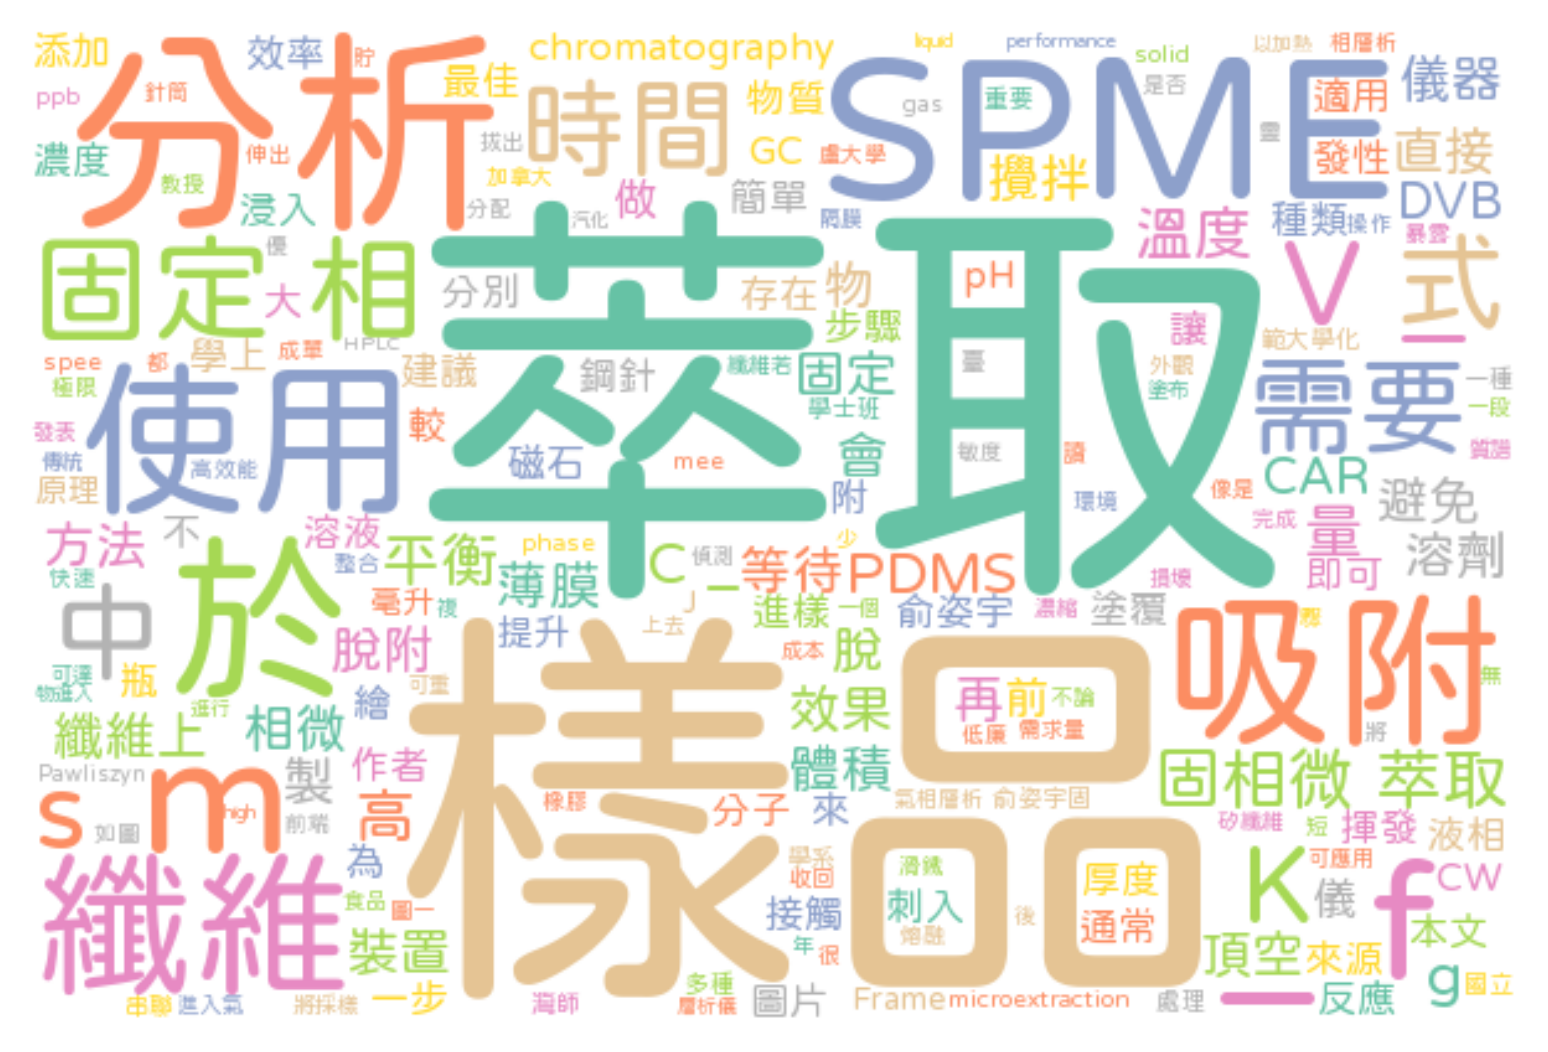 添加
效率
貯
chromatography
liquid
performance
以加熱
相層析
solid
分析
最佳
SPME
儀器
ppb
針筒
時間
物質
gas
重要
是否
適用
濃度
伸出
拔出
GC
盧大學
攪拌
靈
發性
直接
教授
加拿大
浸入
分配
汽化
做
簡單
隔膜
溫度
種類
操作
DVB
暴露
固定相
優
大
分別
萃取
存在
物
pH
V
式
步驟
讓
範大學化
一
HPLC
spee
都
學上
成單
建議
鋼針
纖維若
固定
臺
外觀
塗布
需要
一種
極限
使用
學士班
一段
發表
較
傳統
高效能
磁石
mee
會
敏度
讀
質譜
原理
附
環境
像是
CAR
避免
方法
不
溶液
整合
平衡
phase
C
偵測
少
完成
量
溶劑
快速
於
薄膜
一
等待
PDMS
損壞
即可
中
毫升
複
J
進樣
一個
俞姿宇
濃縮
塗覆
提升
上去
脫附
成本
脫
吸附
可達
物進入
瓶
可重
樣品
再
前
不論
無
進行
繪
效果
低廉
需求量
將
纖維上
相微
Pawliszyn
製
作者
體積
固相微
萃取
s
m
high
高
橡膠
分子
來
氣相層析
俞姿宇固
如圖
前端
矽纖維
短
揮發
液相
纖維
為
學系
收回
滑鐵
厚度
K
可應用
CW
食品
圖一
刺入
儀
f
接觸
熔融
後
通常
本文
裝置
年
很
頂空
來源
多種
g
國立
串聯
進入氣
將採樣
一步
層析儀
圖片
Frame
microextraction
處理
一
反應